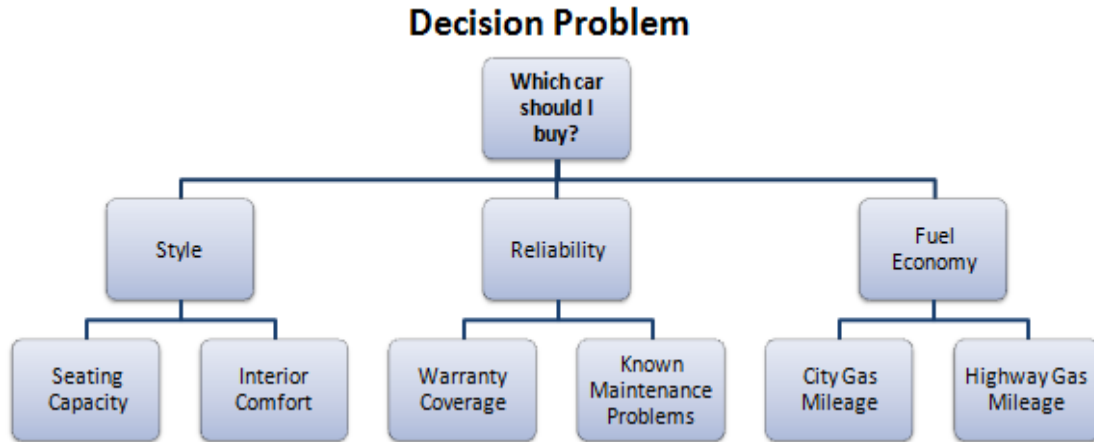 Decision Problem
Which car
should I
buy?
Style
Reliability
Fuel
Economy
Seating
Capacity
Interior
Comfort
Warranty
Coverage
Known
Maintenance
Problems
City Gas
Mileage
Highway Gas
Mileage